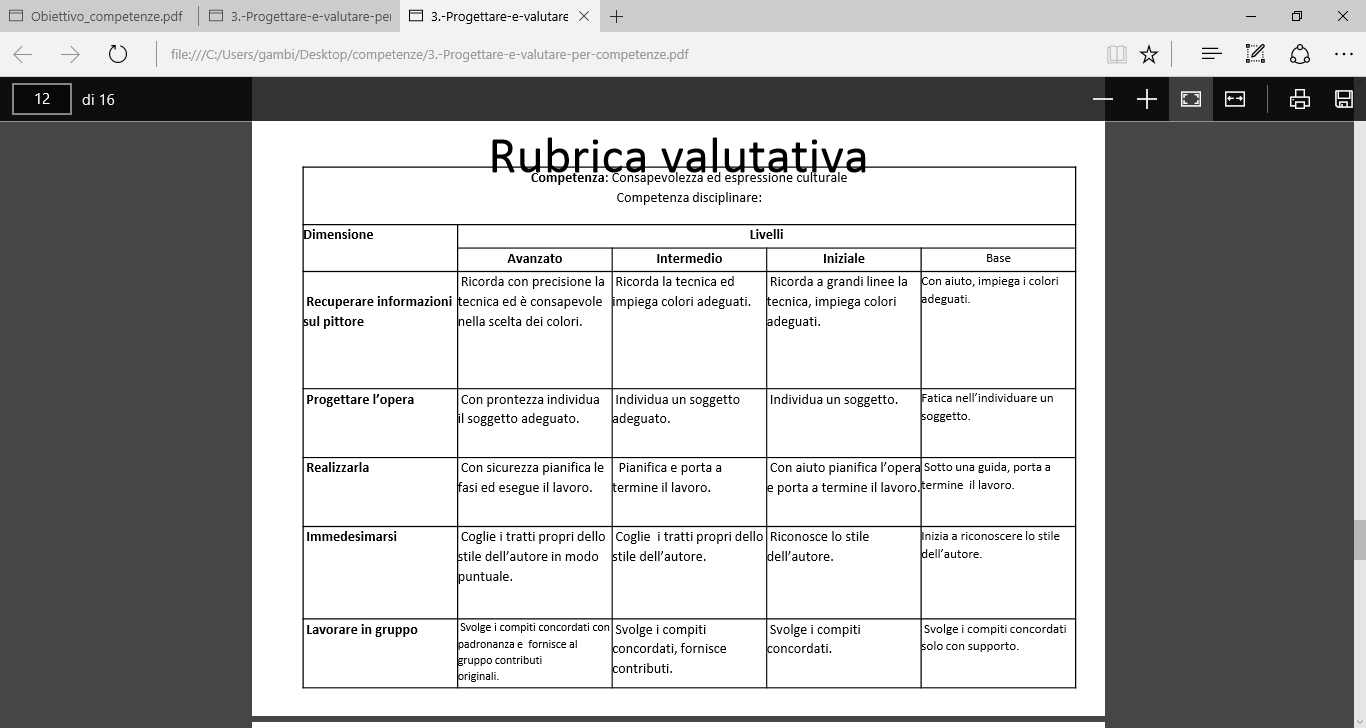 Obiettivo_competenze.pdf
3.-Progettare-e-valutare-per
3.-Progettare-e-valutare
file:///C:/Users/gambi/Desktop/competenze/3.-Progettare-e-valutare-per-competenze.pdf
12 di 16
Rubrica valutativa
Competenza: Consapevolezza ed espressione culturale
Competenza disciplinare:
Dimensione
Livelli
Avanzato
Intermedio
Iniziale
Base
Recuperare informazioni
sul pittore
Ricorda con precisione la
tecnica ed è consapevole
nella scelta dei colori.
Ricorda la tecnica ed
impiega colori adeguati.
Ricorda a grandi linee la
tecnica, impiega colori
adeguati.
Con aiuto, impiega i colori
adeguati.
Progettare l’opera
Con prontezza individua
il soggetto adeguato.
Individua un soggetto
adeguato.
Individua un soggetto.
Fatica nell’individuare un
soggetto.
Realizzarla
Con sicurezza pianifica le
fasi ed esegue il lavoro.
Pianifica e porta a
termine il lavoro.
Con aiuto pianifica l’opera
e porta a termine il lavoro.
Sotto una guida, porta a
termine il lavoro.
Immedesimarsi
Coglie i tratti propri dello
stile dell’autore in modo
puntuale.
Coglie i tratti propri dello
stile dell’autore.
Riconosce lo stile
dell’autore.
Inizia a riconoscere lo stile
dell’autore.
Lavorare in gruppo
Svolge i compiti concordati con
padronanza e fornisce al
gruppo contributi
originali.
Svolge i compiti
concordati, fornisce
contributi.
Svolge i compiti
concordati.
Svolge i compiti concordati
solo con supporto.